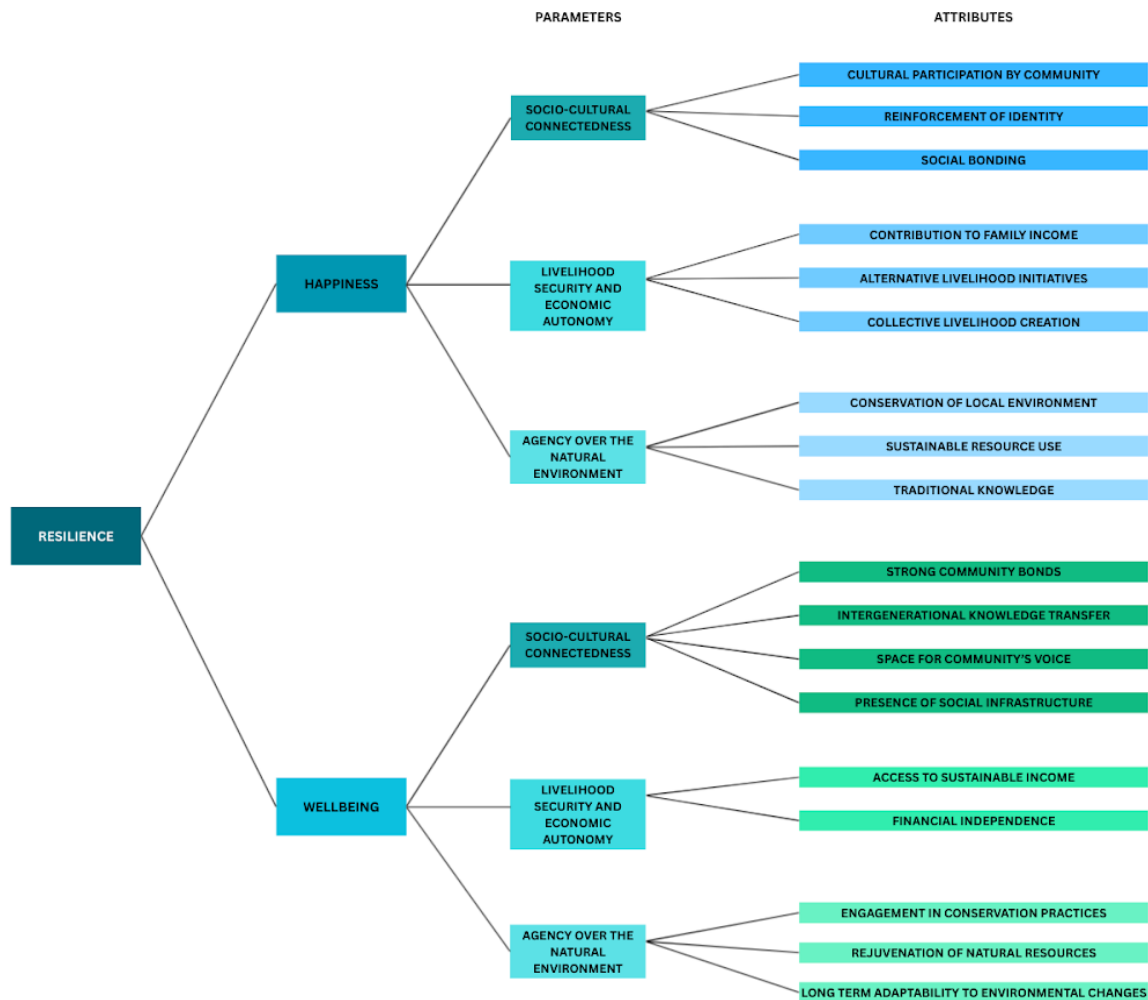 PARAMETERS
ATTRIBUTES
RESILIENCE
HAPPINESS
SOCIO-CULTURAL
CONNECTEDNESS
CULTURAL PARTICIPATION BY COMMUNITY
REINFORCEMENT OF IDENTITY
SOCIAL BONDING
LIVELIHOOD
SECURITY AND
ECONOMIC
AUTONOMY
CONTRIBUTION TO FAMILY INCOME
ALTERNATIVE LIVELIHOOD INITIATIVES
COLLECTIVE LIVELIHOOD CREATION
AGENCY OVER THE
NATURAL
ENVIRONMENT
CONSERVATION OF LOCAL ENVIRONMENT
SUSTAINABLE RESOURCE USE
TRADITIONAL KNOWLEDGE
WELLBEING
SOCIO-CULTURAL
CONNECTEDNESS
STRONG COMMUNITY BONDS
INTERGENERATIONAL KNOWLEDGE TRANSFER
SPACE FOR COMMUNITY'S VOICE
PRESENCE OF SOCIAL INFRASTRUCTURE
LIVELIHOOD
SECURITY AND
ECONOMIC
AUTONOMY
ACCESS TO SUSTAINABLE INCOME
FINANCIAL INDEPENDENCE
AGENCY OVER THE
NATURAL
ENVIRONMENT
ENGAGEMENT IN CONSERVATION PRACTICES
REJUVENATION OF NATURAL RESOURCES
LONG TERM ADAPTABILITY TO ENVIRONMENTAL CHANGES